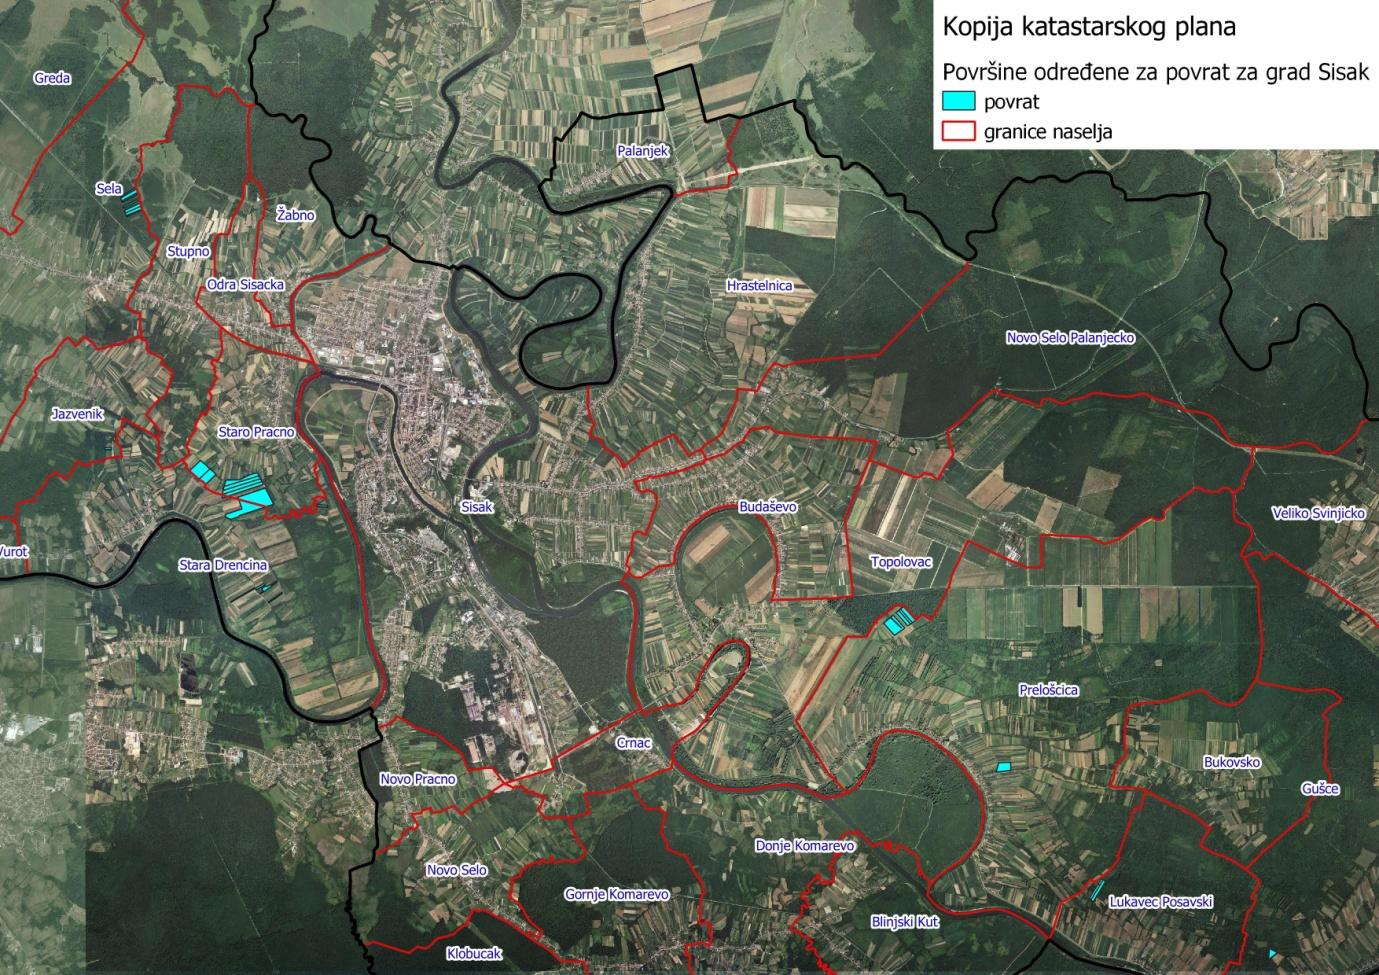 Kopija katastarskog plana
Površine određene za povrat za grad Sisak
povrat
granice naselja
Greda
Palanjek
Sela
Žabno
Stupno
Odra Sisacka
Hrastelnica
Novo Selo Palanjecko
Jazvenik
Staro Pracno
Sisak
Budaševo
Veliko Svinjicko
Vurot
Stara Drencina
Topolovac
Prelošcica
Crnac
Novo Pracno
Bukovsko
Gušce
Donje Komarevo
Novo Selo
Gornje Komarevo
Lukavec Posavski
Blinjski Kut
Klobucak